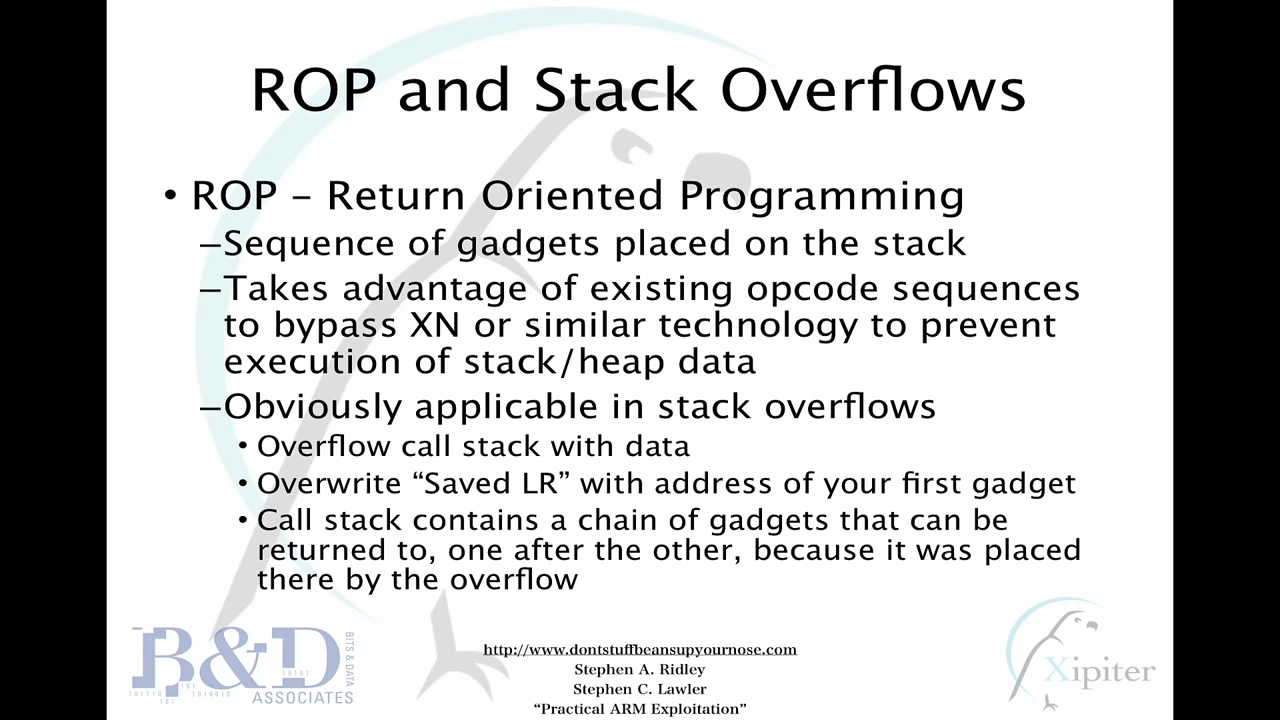 ROP and Stack Overflows
• ROP – Return Oriented Programming
–Sequence of gadgets placed on the stack
–Takes advantage of existing opcode sequences
to bypass XN or similar technology to prevent
execution of stack/heap data
–Obviously applicable in stack overflows
• Overflow call stack with data
• Overwrite “Saved LR” with address of your first gadget
• Call stack contains a chain of gadgets that can be
returned to, one after the other, because it was placed
there by the overflow
B&D
BITS & DATA
ASSOCIATES
http://www.dontstuffbeansupyournose.com
Stephen A. Ridley
Stephen C. Lawler
“Practical ARM Exploitation”
Xipiter